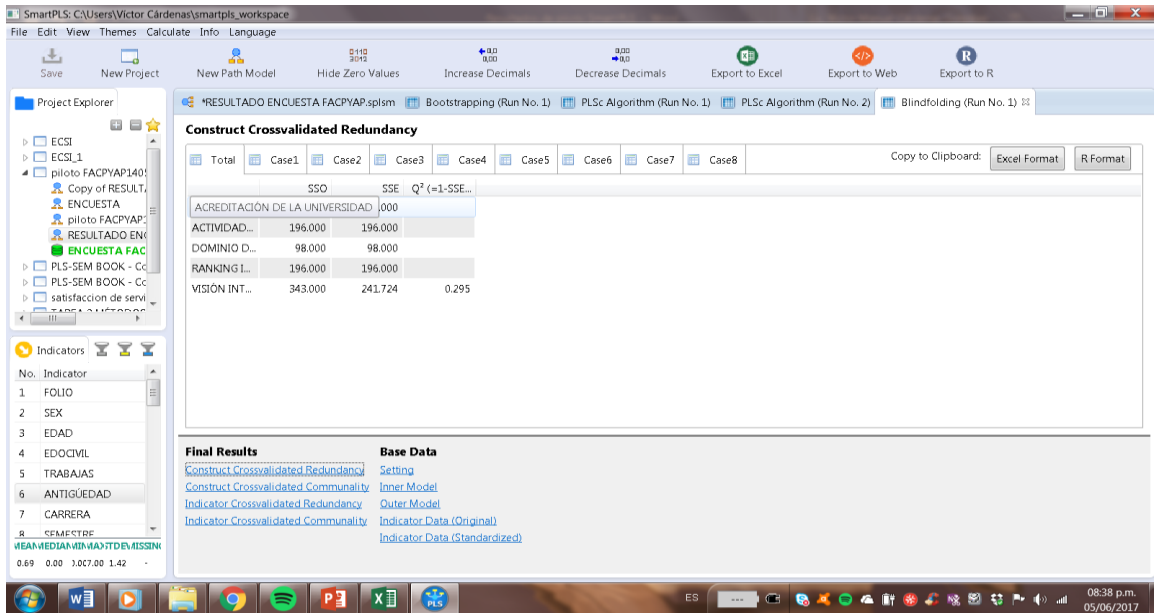 SmartPLS: C:\Users\Víctor Cárdenas\smartpls_workspace
File Edit View Themes Calculate Info Language
Save New Project New Path Model Hide Zero Values Increase Decimals Decrease Decimals Export to Excel Export to Web Export to R
Project Explorer
*RESULTADO ENCUESTA FACPYAP.splsm Bootstrapping (Run No. 1) PLSc Algorithm (Run No. 1) PLSc Algorithm (Run No. 2) Blindfolding (Run No. 1)
ECSI
ECSI_1
piloto FACPYAP140
Copy of RESULT
ENCUESTA
piloto FACPYAP
RESULTADO EN
ENCUESTA FAC
PLS-SEM BOOK - Co
PLS-SEM BOOK - Co
satisfaccion de servi
Construct Crossvalidated Redundancy
Total Case1 Case2 Case3 Case4 Case5 Case6 Case7 Case8 Copy to Clipboard: Excel Format R Format
SSO SSE Q² (=1-SSE...
ACREDITACIÓN DE LA UNIVERSIDAD .000
ACTIVIDAD... 196.000 196.000
DOMINIO D... 98.000 98.000
RANKING I... 196.000 196.000
VISIÓN INT... 343.000 241.724 0.295
Indicators
No. Indicator
1 FOLIO
2 SEX
3 EDAD
4 EDOCIVIL
5 TRABAJAS
6 ANTIGÚEDAD
7 CARRERA
8 SEMESTRE
0.69 0.00 1.42 -
Final Results Base Data
Construct Crossvalidated Redundancy Setting
Construct Crossvalidated Communality Inner Model
Indicator Crossvalidated Redundancy Outer Model
Indicator Crossvalidated Communality Indicator Data (Original)
Indicator Data (Standardized)
PLS
ES
08:38 p.m.
05/06/2017